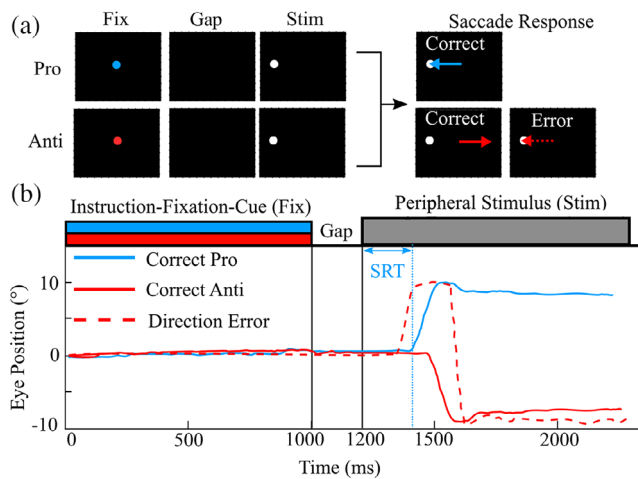 (a)
Fix Gap Stim Saccade Response
Pro
Correct
Anti
Correct
Error
(b)
Instruction-Fixation-Cue (Fix)
Gap
Peripheral Stimulus (Stim)
SRT
Correct Pro
Correct Anti
Direction Error
Eye Position (°)
10
0
-10
0 500 1000 1200 1500 2000
Time (ms)